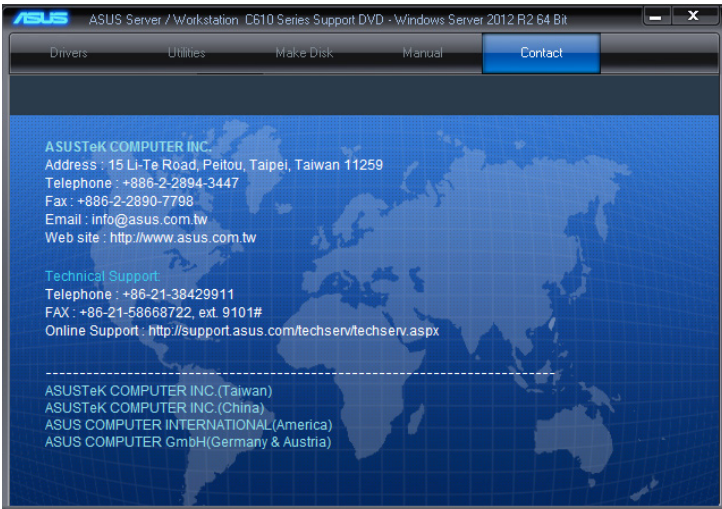 ASUS ASUS Server / Workstation C610 Series Support DVD - Windows Server 2012 R2 64 Bit
Drivers Utilities Make Disk Manual Contact
ASUSTeK COMPUTER INC.
Address : 15 Li-Te Road, Peitou, Taipei, Taiwan 11259
Telephone : +886-2-2894-3447
Fax : +886-2-2890-7798
Email : info@asus.com.tw
Web site : http://www.asus.com.tw
Technical Support:
Telephone : +86-21-38429911
FAX : +86-21-58668722, ext. 9101#
Online Support : http://support.asus.com/techserv/techserv.aspx
--------------------------------------------------------------------------------------
ASUSTeK COMPUTER INC.(Taiwan)
ASUSTeK COMPUTER INC.(China)
ASUS COMPUTER INTERNATIONAL(America)
ASUS COMPUTER GmbH(Germany & Austria)